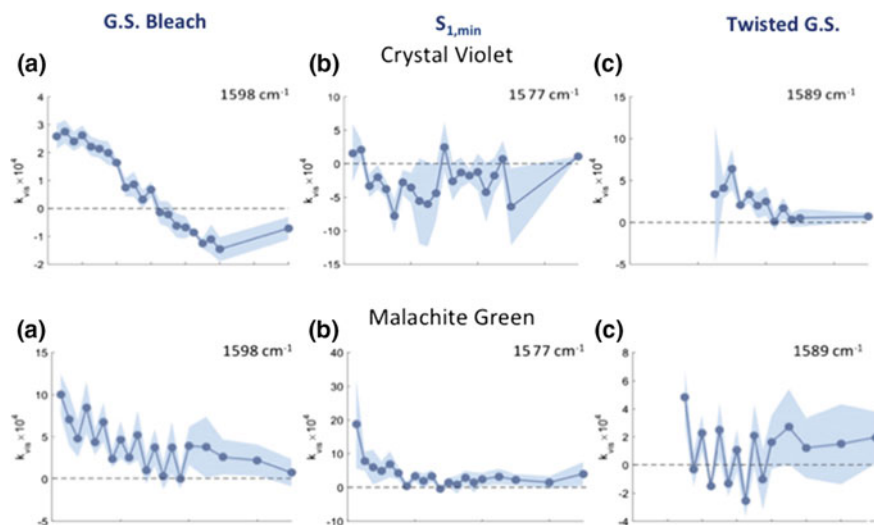 G.S. Bleach
S1,min
Twisted G.S.
Crystal Violet
(a)
(b)
(c)
1598 cm-1
1577 cm-1
1589 cm-1
kvis × 10⁴
4
3
2
1
0
-1
-2
kvis × 10⁴
10
5
0
-5
-10
-15
kvis × 10⁴
15
10
5
0
-5
Malachite Green
(a)
(b)
(c)
1598 cm-1
1577 cm-1
1589 cm-1
kvis × 10⁴
15
10
5
0
-5
kvis × 10⁴
40
30
20
10
0
-10
kvis × 10⁴
8
6
4
2
0
-2
-4